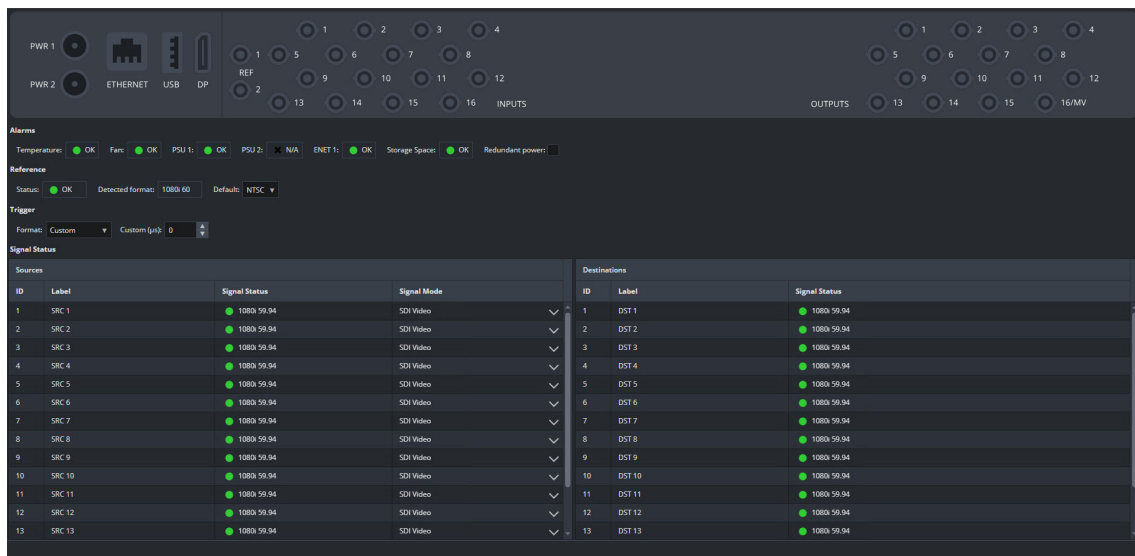 1 2 3 4 1 2 3 4
PWR 1
1 5 6 7 8 5 6 7 8
REF
PWR 2 ETHERNET USB DP 2 9 10 11 12 9 10 11 12
13 14 15 16 INPUTS OUTPUTS 13 14 15 16/MV
Alarms
Temperature: OK Fan: OK PSU 1: OK PSU 2: N/A ENET 1: OK Storage Space: OK Redundant power:
Reference
Status: OK Detected format: 1080i 60 Default: NTSC
Trigger
Format: Custom Custom (µs): 0
Signal Status
Sources Destinations
ID Label Signal Status Signal Mode ID Label Signal Status
1 SRC 1 1080i 59.94 SDI Video 1 DST 1 1080i 59.94
2 SRC 2 1080i 59.94 SDI Video 2 DST 2 1080i 59.94
3 SRC 3 1080i 59.94 SDI Video 3 DST 3 1080i 59.94
4 SRC 4 1080i 59.94 SDI Video 4 DST 4 1080i 59.94
5 SRC 5 1080i 59.94 SDI Video 5 DST 5 1080i 59.94
6 SRC 6 1080i 59.94 SDI Video 6 DST 6 1080i 59.94
7 SRC 7 1080i 59.94 SDI Video 7 DST 7 1080i 59.94
8 SRC 8 1080i 59.94 SDI Video 8 DST 8 1080i 59.94
9 SRC 9 1080i 59.94 SDI Video 9 DST 9 1080i 59.94
10 SRC 10 1080i 59.94 SDI Video 10 DST 10 1080i 59.94
11 SRC 11 1080i 59.94 SDI Video 11 DST 11 1080i 59.94
12 SRC 12 1080i 59.94 SDI Video 12 DST 12 1080i 59.94
13 SRC 13 1080i 59.94 SDI Video 13 DST 13 1080i 59.94